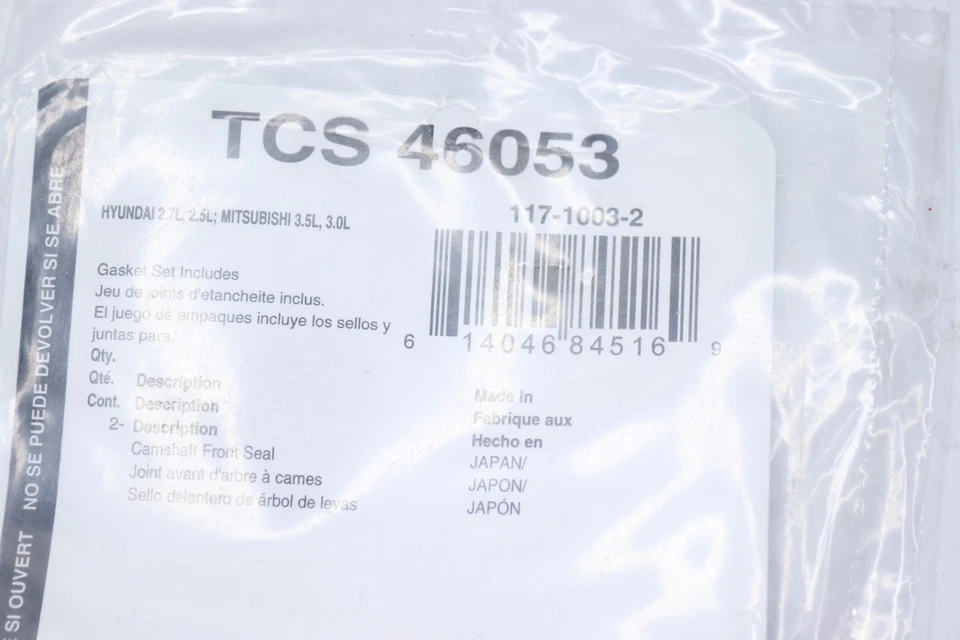 TCS 46053
HYUNDAI 2.7L, 2.5L; MITSUBISHI 3.5L, 3.0L
117-1003-2
6 14046 84516 9
Gasket Set Includes
Jeu de joints d'etancheite inclus.
El juego de empaques incluye los sellos y
juntas para.
Qty.
Qté. Description
Cont. Description
2- Description
Camshaft Front Seal
Joint avant d'arbre à cames
Sello delantero de árbol de levas
Made In
Fabrique aux
Hecho en
JAPAN/
JAPON/
JAPÓN
SI OUVERT NO SE PUEDE DEVOLVER SI SE ABRE